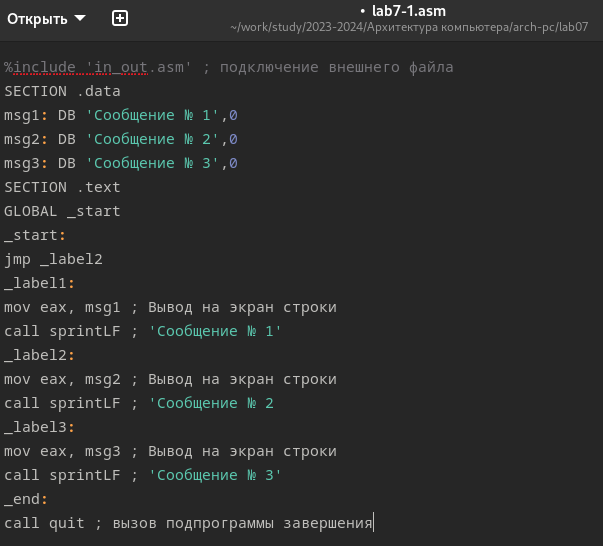 Открыть
• lab7-1.asm
~/work/study/2023-2024/Архитектура компьютера/arch-pc/lab07
%include 'in_out.asm' ; подключение внешнего файла
SECTION .data
msg1: DB 'Сообщение № 1',0
msg2: DB 'Сообщение № 2',0
msg3: DB 'Сообщение № 3',0
SECTION .text
GLOBAL _start
_start:
jmp _label2
_label1:
mov eax, msg1 ; Вывод на экран строки
call sprintLF ; 'Сообщение № 1'
_label2:
mov eax, msg2 ; Вывод на экран строки
call sprintLF ; 'Сообщение № 2
_label3:
mov eax, msg3 ; Вывод на экран строки
call sprintLF ; 'Сообщение № 3'
_end:
call quit ; вызов подпрограммы завершения